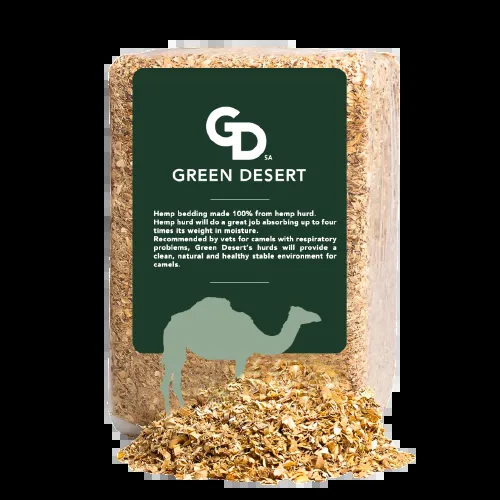 GD
SA
GREEN DESERT
Hemp bedding made 100% from hemp hurd.
Hemp hurd will do a great job absorbing up to four
times its weight in moisture.
Recommended by vets for camels with respiratory
problems, Green Desert's hurds will provide a
clean, natural and healthy stable environment for
camels.